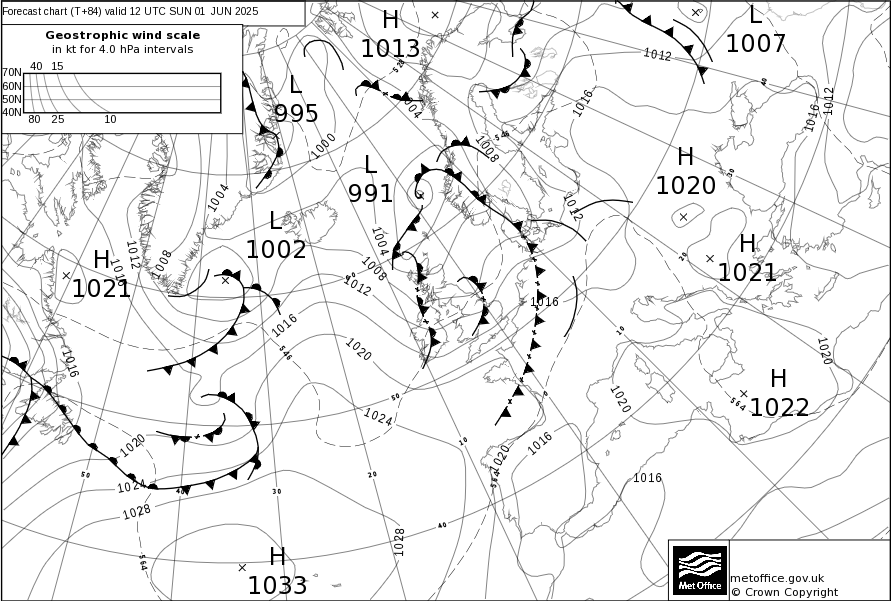 Forecast chart (T+84) valid 12 UTC SUN 01 JUN 2025
Geostrophic wind scale
in kt for 4.0 hPa intervals
40 15
70N
60N
50N
40N
80 25 10
H
1013
L
1007
L
995
L
991
H
1020
L
1002
H
1021
H
1021
H
1022
H
1033
1012
1016
1016
1012
1004
1008
1000
1004
1012
1016
1008
1012
1004
1008
1012
1016
1016
1020
1020
1016
1020
1024
1020
1016
1020
1024
1028
1028
1016
528
546
546
564
564
564
40
30
20
10
0
10
20
30
40
50
50
60
40
metoffice.gov.uk
© Crown Copyright
Met Office